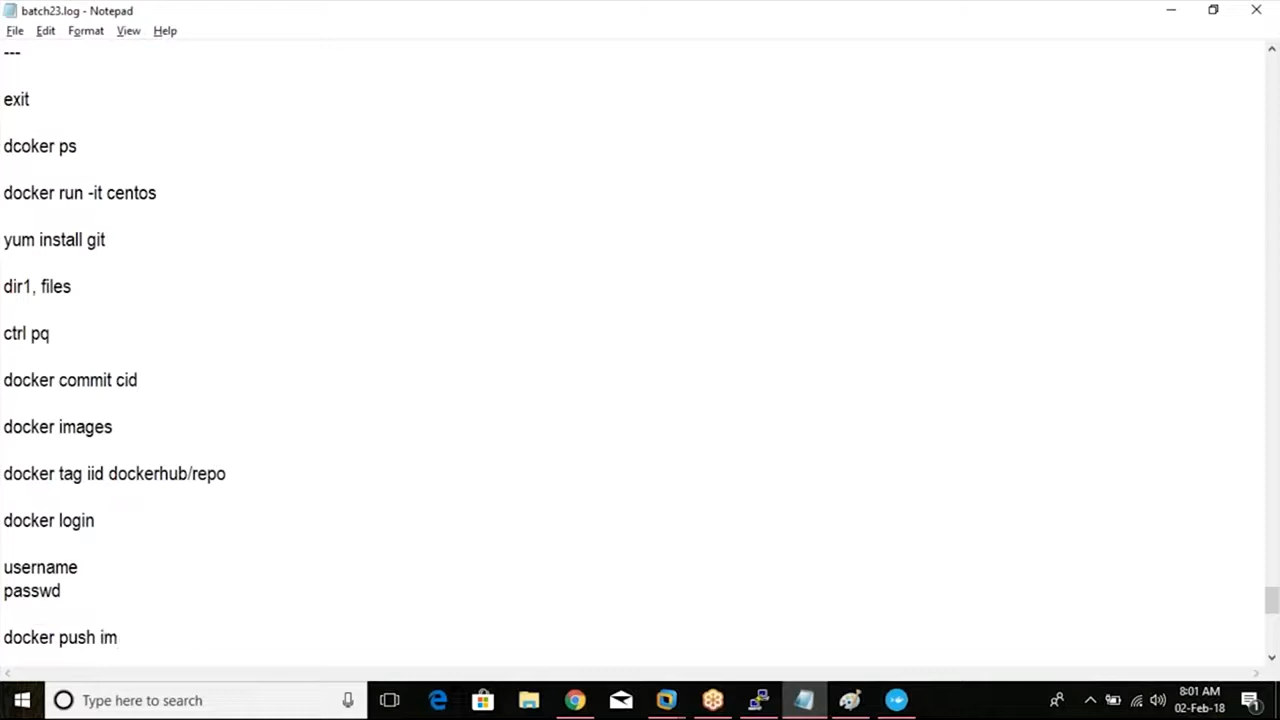 batch23.log - Notepad
File Edit Format View Help
---
exit
dcoker ps
docker run -it centos
yum install git
dir1, files
ctrl pq
docker commit cid
docker images
docker tag iid dockerhub/repo
docker login
username
passwd
docker push im
Type here to search
8:01 AM
02-Feb-18
1